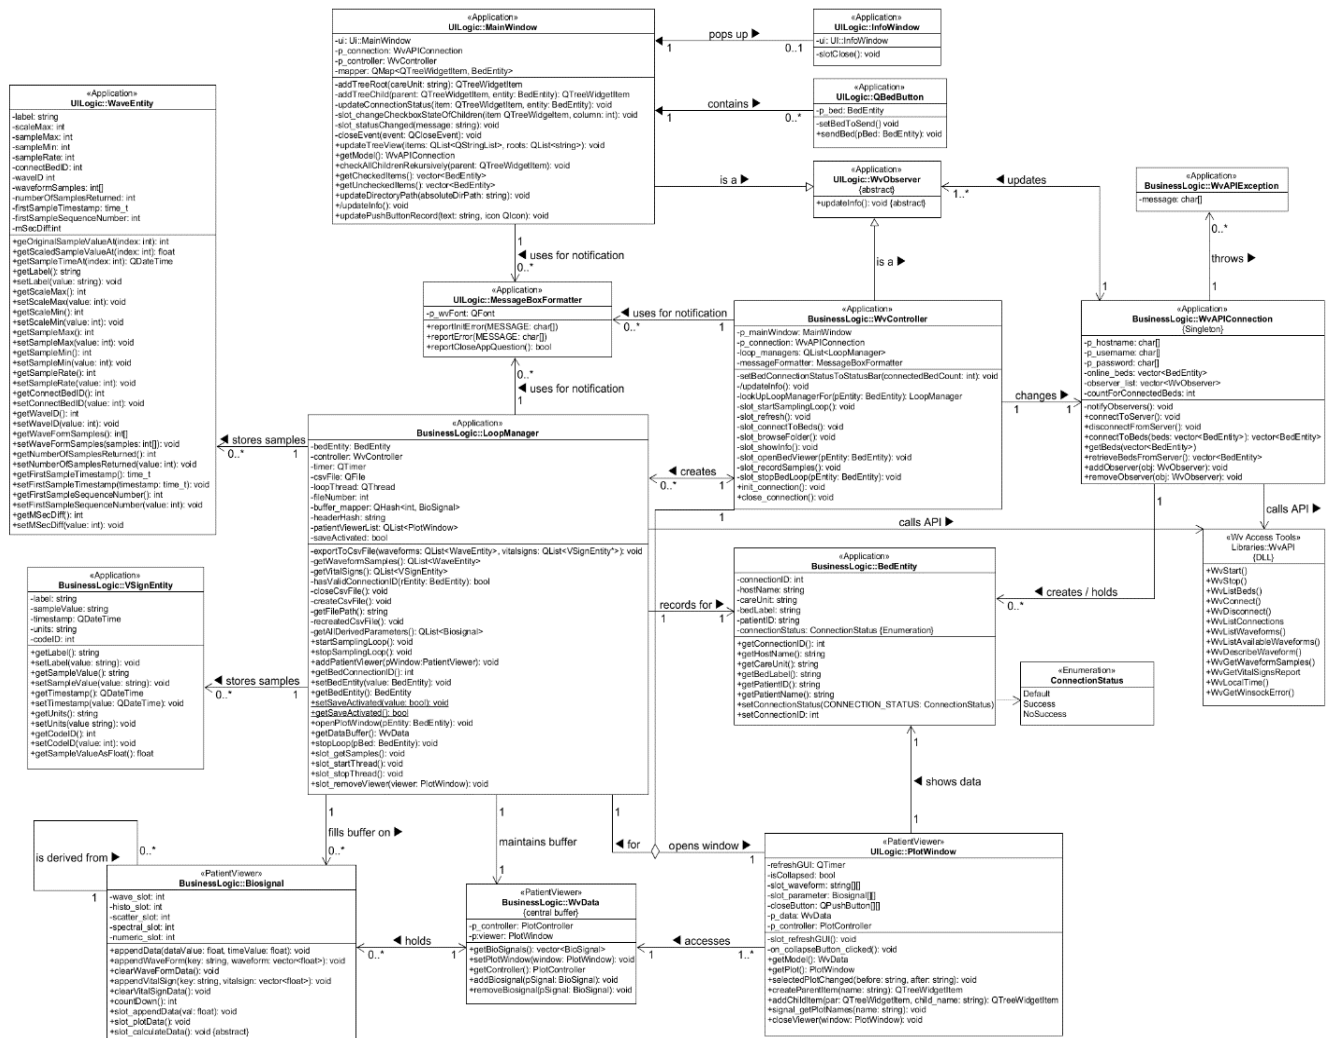 «Application»
UILogic::MainWindow
-ui: Ui::MainWindow
-p_connection: WvAPIConnection
-p_controller: WvController
-mapper: QMap<QTreeWidgetItem, BedEntity>
-addTreeRoot(careUnit: string): QTreeWidgetItem
-addTreeChild(parent: QTreeWidgetItem, entity: BedEntity): QTreeWidgetItem
-updateConnectionStatus(item: QTreeWidgetItem, entity: BedEntity): void
-slot_changeCheckboxStateOfChildren(item QTreeWidgetItem, column: int): void
-slot_statusChanged(message: string): void
-closeEvent(event: QCloseEvent): void
+updateTreeView(items: QList<QStringList>, roots: QList<string>): void
+getModel(): WvAPIConnection
+checkAllChildrenRekursively(parent: QTreeWidgetItem): void
+getCheckedItems(): vector<BedEntity>
+getUncheckedItems(): vector<BedEntity>
+updateDirectoryPath(absoluteDirPath: string): void
+/updateInfo(): void
+updatePushButtonRecord(text: string, icon QIcon): void
pops up ▶
1
0..1
«Application»
UILogic::InfoWindow
-ui: UI::InfoWindow
-slotClose(): void
contains ▶
1
0..*
«Application»
UILogic::QBedButton
-p_bed: BedEntity
-setBedToSend() void
+sendBed(pBed: BedEntity): void
is a ▶
«Application»
UILogic::WvObserver
{abstract}
+updateInfo(): void {abstract}
◀ updates
1..*
1
«Application»
BusinessLogic::WvAPIException
-message: char[]
0..*
throws ▶
1
is a ▶
«Application»
UILogic::WaveEntity
-label: string
-scaleMax: int
-sampleMax: int
-sampleMin: int
-sampleRate: int
-connectBedID: int
-waveID int
-waveformSamples: int[]
-numberOfSamplesReturned: int
-firstSampleTimestamp: time_t
-firstSampleSequenceNumber: int
-mSecDiff:int
+geOriginalSampleValueAt(index: int): int
+getScaledSampleValueAt(index: int): float
+getSampleTimeAt(index: int): QDateTime
+getLabel(): string
+setLabel(value: string): void
+getScaleMax(): int
+setScaleMax(value: int): void
+getScaleMin(): int
+setScaleMin(value: int): void
+getSampleMax(): int
+setSampleMax(value: int): void
+getSampleMin(): int
+setSampleMin(value: int): void
+getSampleRate(): int
+setSampleRate(value: int): void
+getConnectBedID(): int
+setConnectBedID(value: int): void
+getWaveID(): int
+setWaveID(value: int): void
+getWaveFormSamples(): int[]
+setWaveFormSamples(samples: int[]): void
+getNumberOfSamplesReturned(): int
+setNumberOfSamplesReturned(value: int): void
+getFirstSampleTimestamp(): time_t
+setFirstSampleTimestamp(timestamp: time_t): void
+getFirstSampleSequenceNumber(): int
+setFirstSampleSequenceNumber(value: int): void
+getMSecDiff(): int
+setMSecDiff(value: int): void
1
◀ uses for notification
0..*
«Application»
UILogic::MessageBoxFormatter
-p_wvFont: QFont
+reportInitError(MESSAGE: char[])
+reportError(MESSAGE: char[])
+reportCloseAppQuestion(): bool
◀ uses for notification
0..*
1
0..*
◀ uses for notification
1
«Application»
BusinessLogic::WvController
-p_mainWindow: MainWindow
-p_connection: WvAPIConnection
-loop_managers: QList<LoopManager>
-messageFormatter: MessageBoxFormatter
-setBedConnectionStatusToStatusBar(connectedBedCount: int): void
-/updateInfo(): void
-lookUpLoopManagerFor(pEntity: BedEntity): LoopManager
-slot_startSamplingLoop(): void
-slot_refresh(): void
-slot_connectToBeds(): void
-slot_browseFolder(): void
-slot_showInfo(): void
-slot_openBedViewer(pEntity: BedEntity): void
-slot_recordSamples(): void
-slot_stopBedLoop(pEntity: BedEntity): void
+init_connection(): void
+close_connection(): void
changes ▶
1
1
«Application»
BusinessLogic::WvAPIConnection
{Singleton}
-p_hostname: char[]
-p_username: char[]
-p_password: char[]
-online_beds: vector<BedEntity>
-observer_list: vector<WvObserver>
-countForConnectedBeds: int
-notifyObservers(): void
+connectToServer(): void
+disconnectFromServer(): void
+connectToBeds(beds: vector<BedEntity>): vector<BedEntity>
+getBeds(vector<BedEntity>)
+retrieveBedsFromServer(): vector<BedEntity>
+addObserver(obj: WvObserver): void
+removeObserver(obj: WvObserver): void
«Application»
BusinessLogic::LoopManager
-bedEntity: BedEntity
-controller: WvController
-timer: QTimer
-csvFile: QFile
-loopThread: QThread
-fileNumber: int
-buffer_mapper: QHash<int, BioSignal>
-headerHash: string
-patientViewerList: QList<PlotWindow>
-saveActivated: bool
-exportToCsvFile(waveforms: QList<WaveEntity>, vitalsigns: QList<VSignEntity*>): void
-getWaveformSamples(): QList<WaveEntity>
-getVitalSigns(): QList<VSignEntity>
-hasValidConnectionID(rEntity: BedEntity): bool
-closeCsvFile(): void
-createCsvFile(): void
-getFilePath(): string
-recreatedCsvFile(): void
-getAllDerivedParameters(): QList<Biosignal>
+startSamplingLoop(): void
+stopSamplingLoop(): void
+addPatientViewer(pWindow:PatientViewer): void
+getBedConnectionID(): int
+setBedEntity(value: BedEntity): void
+getBedEntity(): BedEntity
+setSaveActivated(value: bool): void
+getSaveActivated(): bool
+openPlotWindow(pEntity: BedEntity): void
+getDataBuffer(): WvData
+stopLoop(pBed: BedEntity): void
+slot_getSamples(): void
+slot_startThread(): void
+slot_stopThread(): void
+slot_removeViewer(viewer: PlotWindow): void
◀ stores samples
0..*
1
◀ stores samples
0..*
1
◀ creates
0..*
1
1
calls API ▶
calls API ▶
1
«Wv Access Tools»
Libraries::WvAPI
{DLL}
+WvStart()
+WvStop()
+WvListBeds()
+WvConnect()
+WvDisconnect()
+WvListConnections
+WvListWaveforms()
+WvListAvailableWaveforms()
+WvDescribeWaveform()
+WvGetWaveformSamples()
+WvGetVitalSignsReport
+WvLocalTime()
+WvGetWinsockError()
«Application»
BusinessLogic::BedEntity
-connectionID: int
-hostName: string
-careUnit: string
-bedLabel: string
-patientID: string
-connectionStatus: ConnectionStatus {Enumeration}
+getConnectionID(): int
+getHostName(): string
+getCareUnit(): string
+getBedLabel(): string
+getPatientID(): string
+getPatientName(): string
+setConnectionStatus(CONNECTION_STATUS: ConnectionStatus)
+setConnectionID: int
records for ▶
1
1
◀ creates / holds
0..*
«Enumeration»
ConnectionStatus
Default
Success
NoSuccess
«Application»
BusinessLogic::VSignEntity
-label: string
-sampleValue: string
-timestamp: QDateTime
-units: string
-codeID: int
+getLabel(): string
+setLabel(value: string): void
+getSampleValue(): string
+setSampleValue(value: string): void
+getTimestamp(): QDateTime
+setTimestamp(value: QDateTime): void
+getUnits(): string
+setUnits(value string): void
+getCodeID(): int
+setCodeID(value: int): void
+getSampleValueAsFloat(): float
1
◀ shows data
1
1
fills buffer on ▶
0..*
1
maintains buffer
1
1
◀ for
opens window ▶
1
is derived from ▶
0..*
1
«PatientViewer»
BusinessLogic::Biosignal
-wave_slot: int
-histo_slot: int
-scatter_slot: int
-spectral_slot: int
-numeric_slot: int
+appendData(dataValue: float, timeValue: float): void
+appendWaveForm(key: string, waveform: vector<float>): void
+clearWaveFormData(): void
+appendVitalSign(key: string, vitalsign: vector<float>): void
+clearVitalSignData(): void
+countDown(): int
+slot_appendData(val: float): void
+slot_plotData(): void
+slot_calculateData(): void {abstract}
◀ holds
0..*
1
«PatientViewer»
BusinessLogic::WvData
{central buffer}
-p_controller: PlotController
-p:viewer: PlotWindow
+getBioSignals(): vector<BioSignal>
+setPlotWindow(window: PlotWindow): void
+getController(): PlotController
+addBiosignal(pSignal: BioSignal): void
+removeBiosignal(pSignal: BioSignal): void
◀ accesses
1
1..*
«PatientViewer»
UILogic::PlotWindow
-refreshGUI: QTimer
-isCollapsed: bool
-slot_waveform: string[][]
-slot_parameter: Biosignal[][]
-closeButton: QPushButton[][]
-p_data: WvData
-p_controller: PlotController
-slot_refreshGUI(): void
-on_collapseButton_clicked(): void
+getModel(): WvData
+getPlot(): PlotWindow
+selectedPlotChanged(before: string, after: string): void
+createParentItem(name: string): QTreeWidgetItem
+addChildItem(par: QTreeWidgetItem, child_name: string): QTreeWidgetItem
+signal_getPlotNames(name: string): void
+closeViewer(window: PlotWindow): void